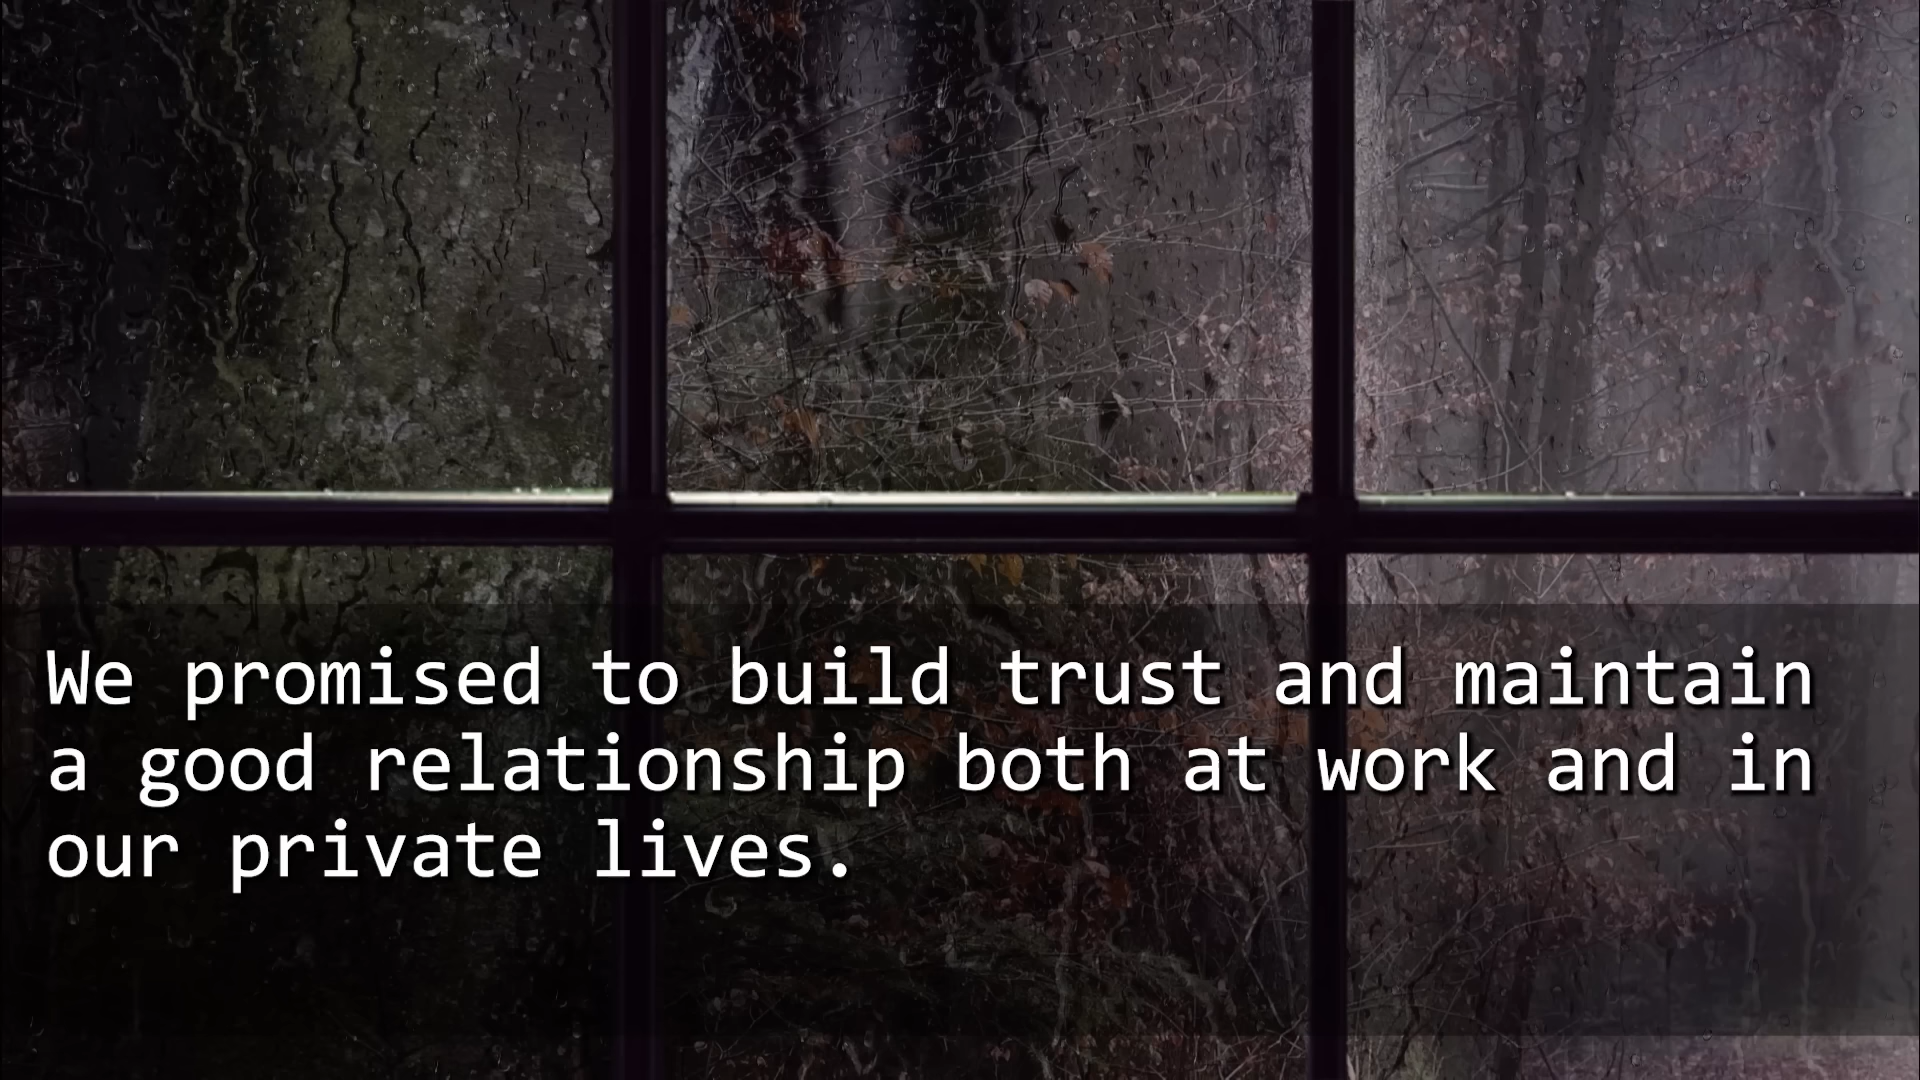 We promised to build trust and maintain
a good relationship both at work and in
our private lives.